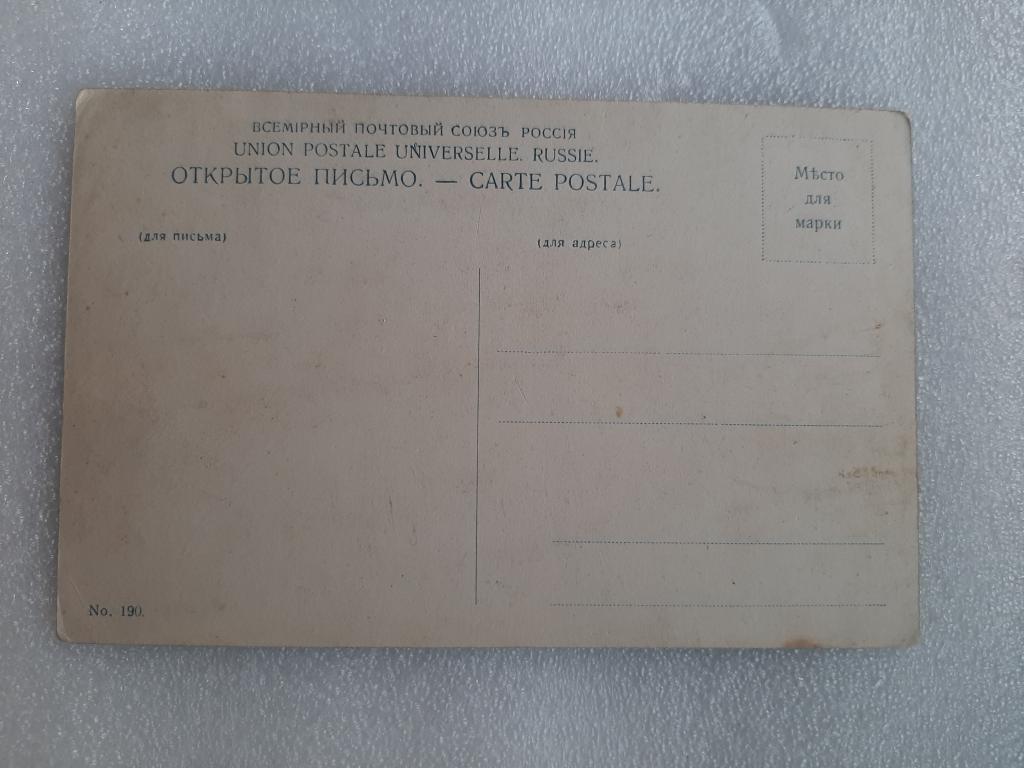 ВСЕМІРНЫЙ ПОЧТОВЫЙ СОЮЗЪ РОССІЯ
UNION POSTALE UNIVERSELLE. RUSSIE.
ОТКРЫТОЕ ПИСЬМО. — CARTE POSTALE.
Мѣсто
для
марки
(для письма)
(для адреса)
No. 190.